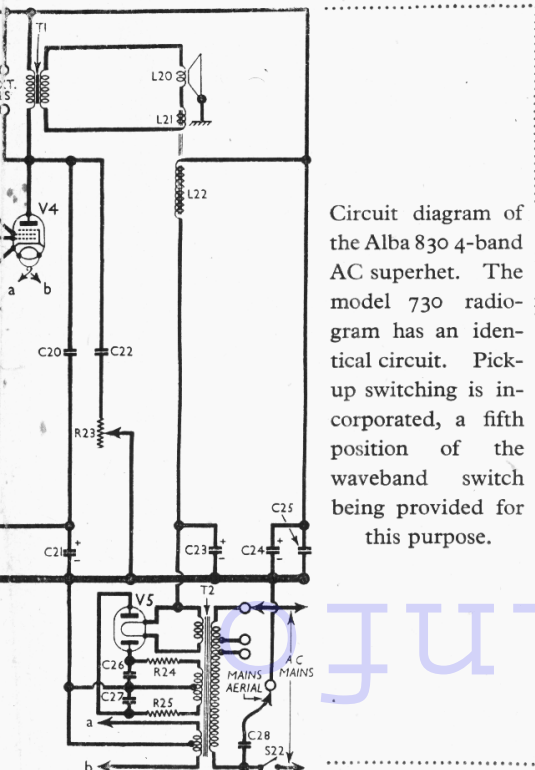 T1
L20
L21
L22
V4
a
b
C20
C22
R23
C25
C21
+
-
C23
+
-
C24
+
-
V5
T2
C26
R24
MAINS
AERIAL
A C
MAINS
C27
R25
a
C28
S22
b
Circuit diagram of
the Alba 830 4-band
AC superhet. The
model 730 radio-
gram has an iden-
tical circuit. Pick-
up switching is in-
corporated, a fifth
position of the
waveband switch
being provided for
this purpose.